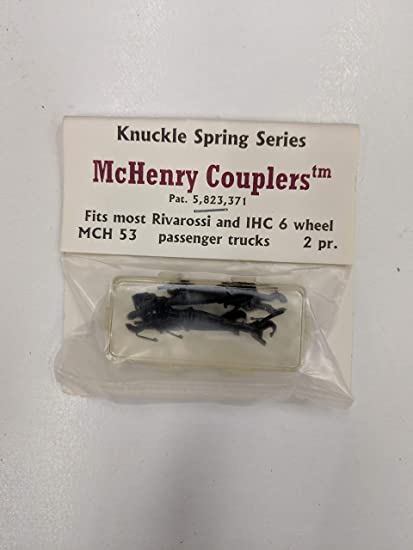 Knuckle Spring Series
McHenry Couplers™
Pat. 5,823,371
Fits most Rivarossi and IHC 6 wheel
MCH 53 passenger trucks 2 pr.